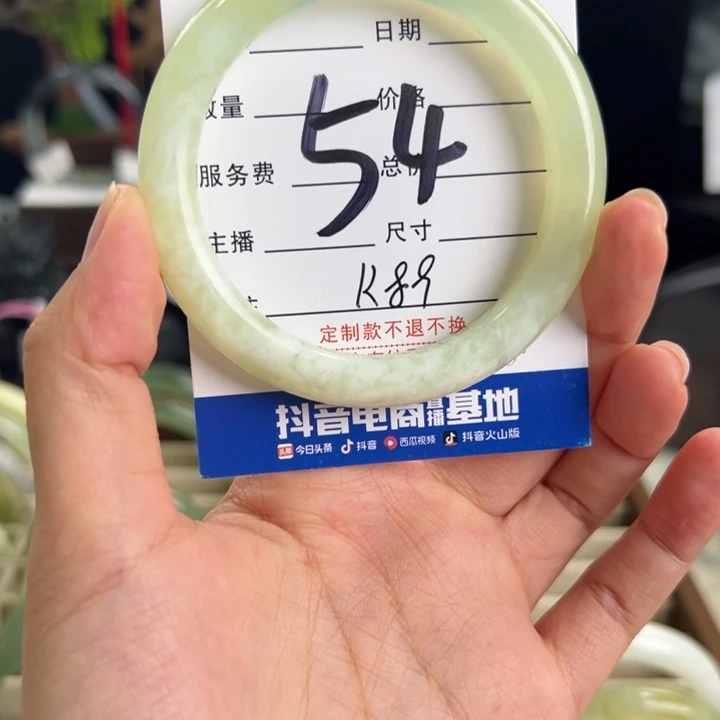 日期
数量 价格
54
服务费 总价
主播 尺寸
K89
定制款不退不换
抖音电商直播基地
头条 今日头条 抖音 西瓜视频 抖音火山版